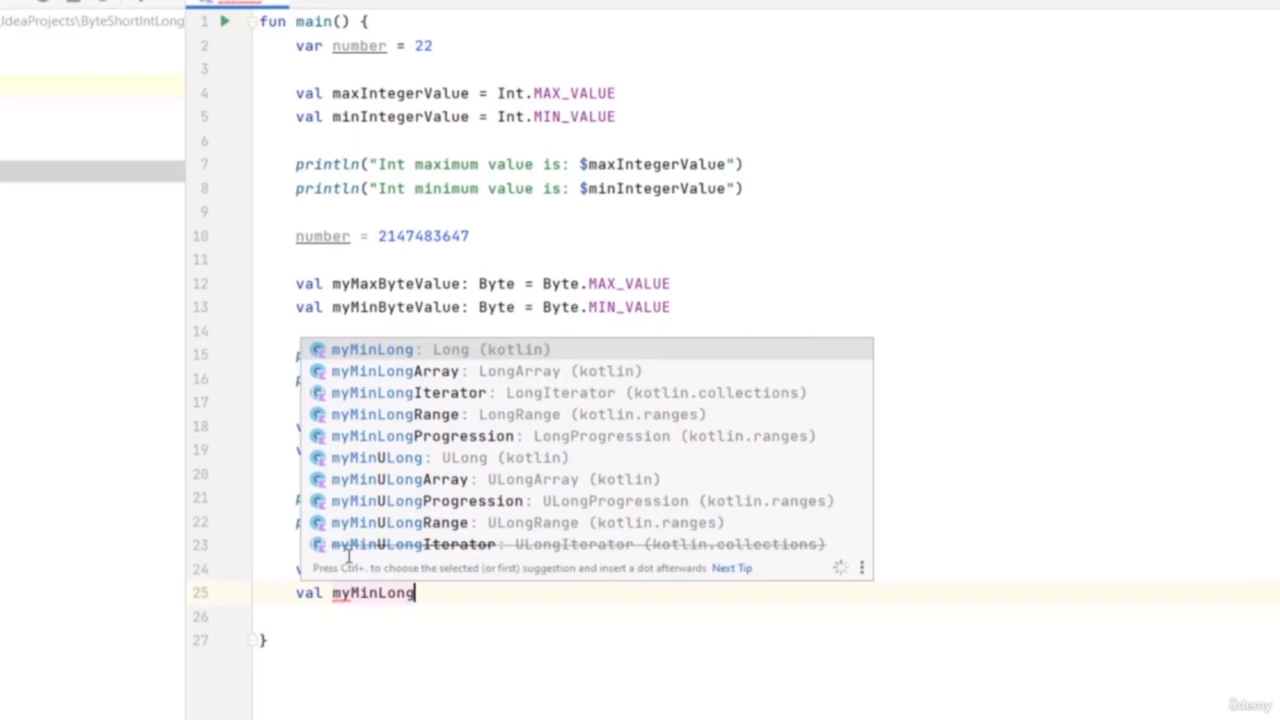 IdeaProjects\ByteShortIntLong
1 fun main() {
2 var number = 22
3
4 val maxIntegerValue = Int.MAX_VALUE
5 val minIntegerValue = Int.MIN_VALUE
6
7 println("Int maximum value is: $maxIntegerValue")
8 println("Int minimum value is: $minIntegerValue")
9
10 number = 2147483647
11
12 val myMaxByteValue: Byte = Byte.MAX_VALUE
13 val myMinByteValue: Byte = Byte.MIN_VALUE
14
myMinLong: Long (kotlin)
15
myMinLongArray: LongArray (kotlin)
16
myMinLongIterator: LongIterator (kotlin.collections)
17
myMinLongRange: LongRange (kotlin.ranges)
18
myMinLongProgression: LongProgression (kotlin.ranges)
19
myMinULong: ULong (kotlin)
20
myMinULongArray: ULongArray (kotlin)
21
myMinULongProgression: ULongProgression (kotlin.ranges)
22
myMinULongRange: ULongRange (kotlin.ranges)
23
myMinULongIterator: ULongIterator (kotlin.collections)
24
Press Ctrl+. to choose the selected (or first) suggestion and insert a dot afterwards Next Tip
25 val myMinLong
26
27 }
ûdemy